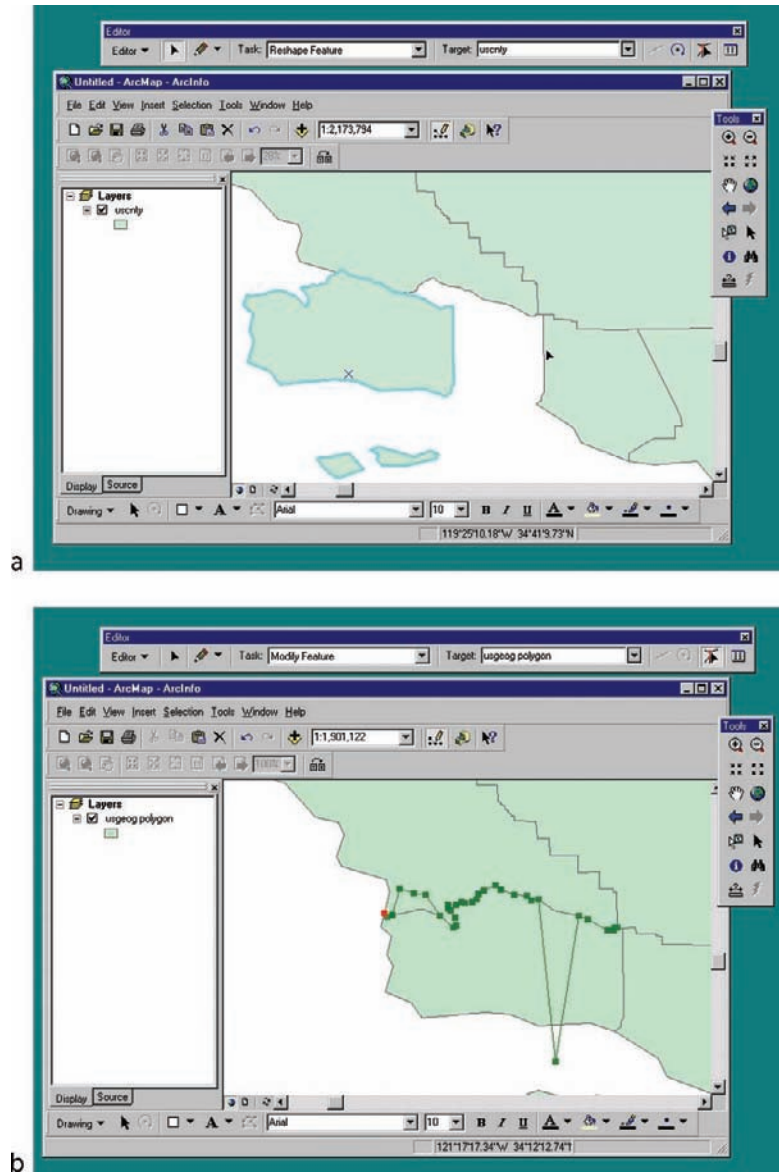 Editor
Editor Task: Reshape Feature Target: uscnty
Untitled - ArcMap - ArcInfo
File Edit View Insert Selection Tools Window Help
1:2,173,794
Tools
28%
Layers
uscnty
Display Source
Drawing A Arial 10 B I U A
119°25'10.18"W 34°41'9.73"N
a
Editor
Editor Task: Modify Feature Target: usgeog polygon
Untitled - ArcMap - ArcInfo
File Edit View Insert Selection Tools Window Help
1:1,901,122
Tools
100%
Layers
usgeog polygon
Display Source
Drawing A Arial 10 B I U A
121°17'17.34"W 34°12'12.74"
b